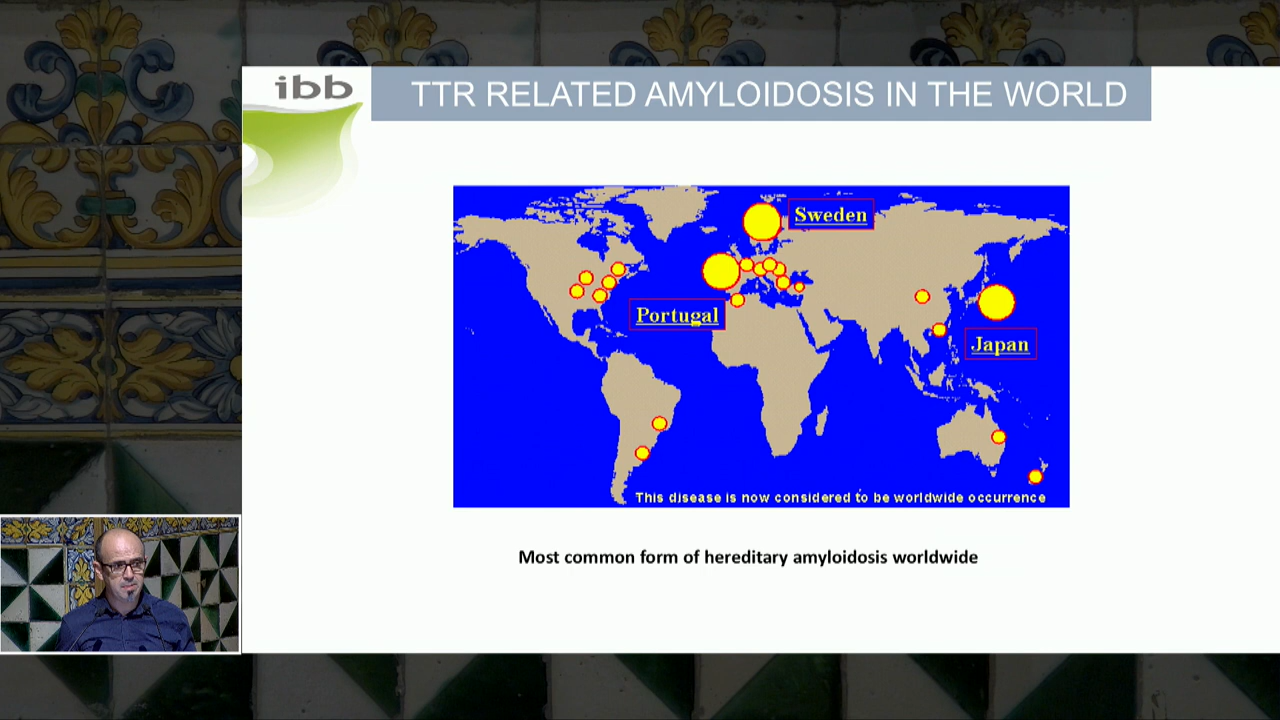 ibb
TTR RELATED AMYLOIDOSIS IN THE WORLD
Sweden
Portugal
Japan
This disease is now considered to be worldwide occurrence
Most common form of hereditary amyloidosis worldwide